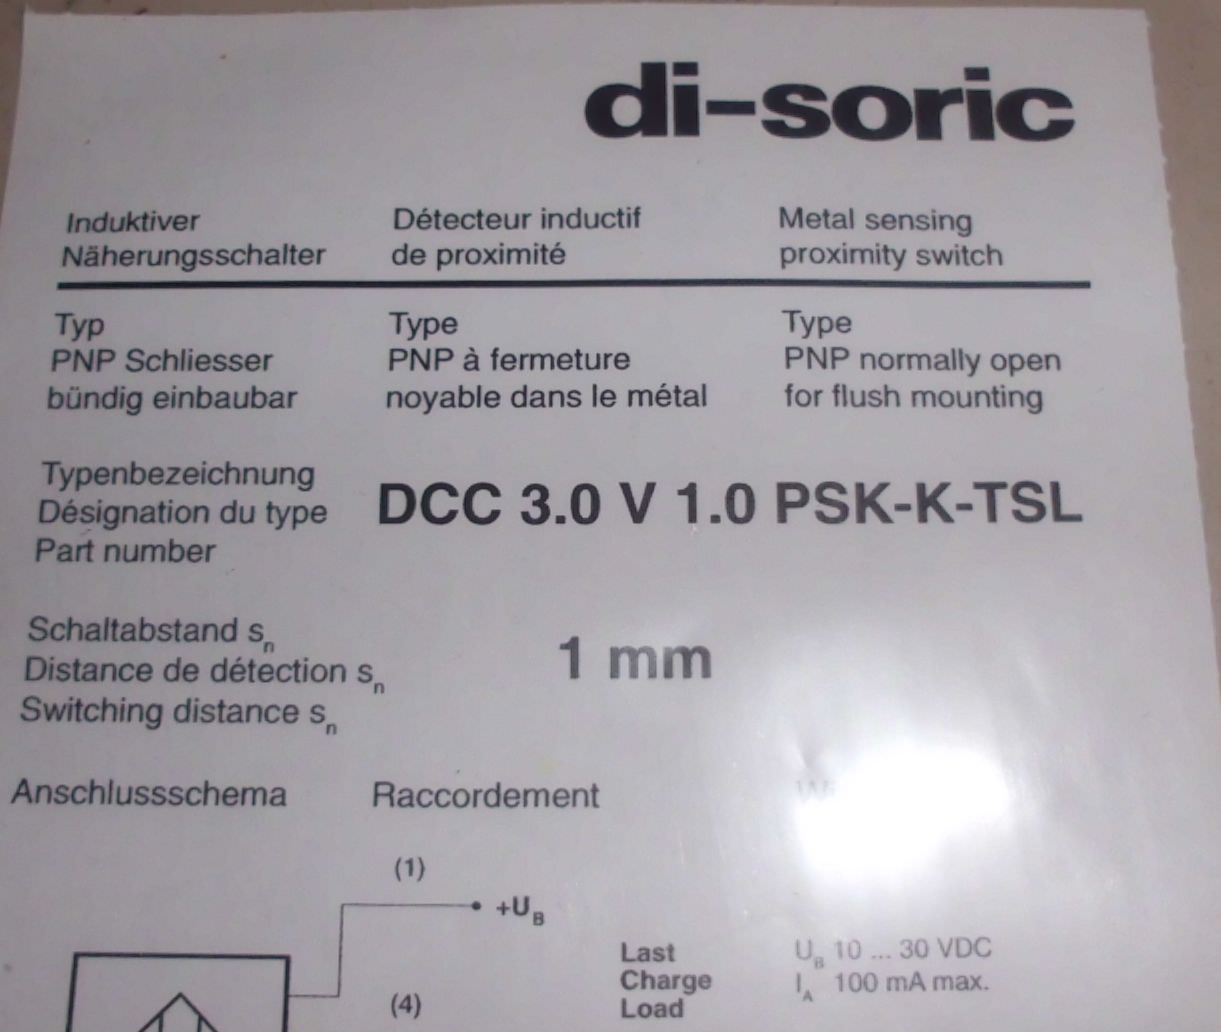 di-soric
Induktiver
Näherungsschalter
Détecteur inductif
de proximité
Metal sensing
proximity switch
Typ
PNP Schliesser
bündig einbaubar
Type
PNP à fermeture
noyable dans le métal
Type
PNP normally open
for flush mounting
Typenbezeichnung
Désignation du type
Part number
DCC 3.0 V 1.0 PSK-K-TSL
Schaltabstand sn
Distance de détection sn
Switching distance sn
1 mm
Anschlussschema
Raccordement
(1)
+UB
(4)
Last
Charge
Load
UB 10 ... 30 VDC
IA 100 mA max.